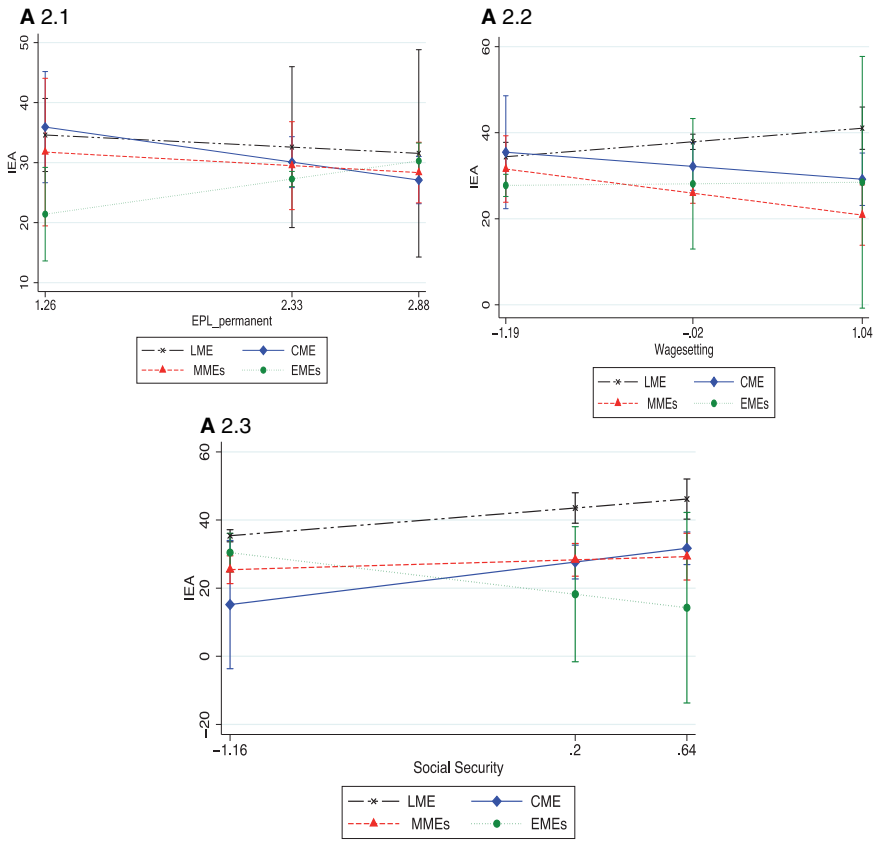 A 2.1
50
40
30
20
10
IEA
1.26
2.33
2.88
EPL_permanent
LME
CME
MMEs
EMEs
A 2.2
60
40
20
0
IEA
-1.19
-.02
1.04
Wagesetting
LME
CME
MMEs
EMEs
A 2.3
60
40
20
0
-20
IEA
-1.16
.2
.64
Social Security
LME
CME
MMEs
EMEs